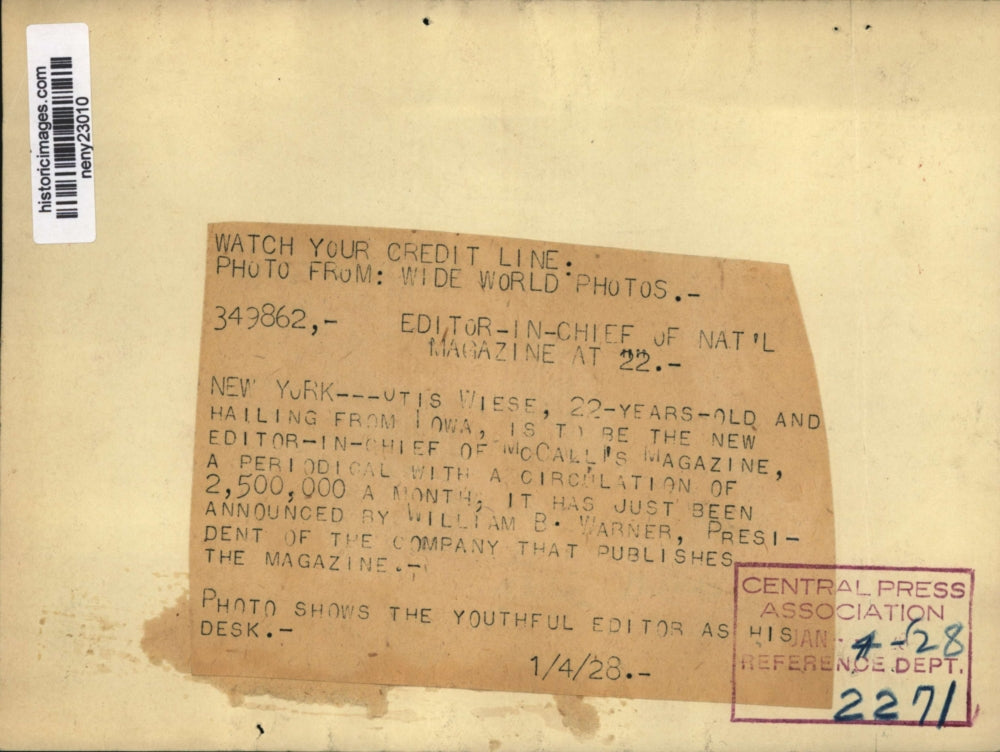 historicimages.com
neny23010
WATCH YOUR CREDIT LINE:
PHOTO FROM: WIDE WORLD PHOTOS.-
349862,- EDITOR-IN-CHIEF OF NAT'L
MAGAZINE AT 22.-
NEW YORK---OTIS WIESE, 22-YEARS-OLD AND
HAILING FROM IOWA, IS TO BE THE NEW
EDITOR-IN-CHIEF OF MCCALL'S MAGAZINE,
A PERIODICAL WITH A CIRCULATION OF
2,500,000 A MONTH, IT HAS JUST BEEN
ANNOUNCED BY WILLIAM B. WARNER, PRESI-
DENT OF THE COMPANY THAT PUBLISHES
THE MAGAZINE.-
PHOTO SHOWS THE YOUTHFUL EDITOR AS HIS
DESK.-
1/4/28.-
CENTRAL PRESS
ASSOCIATION
JAN - 4-28
REFERENCE DEPT.
2271